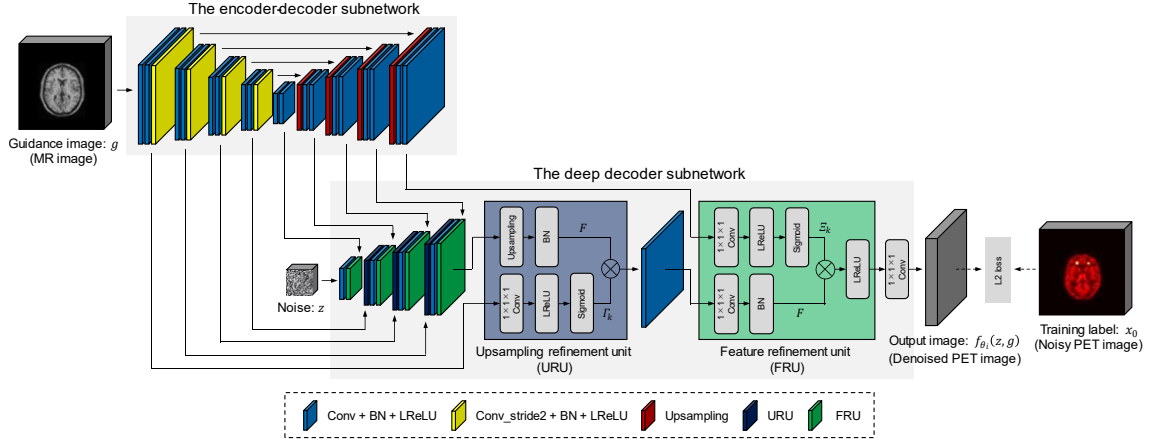 The encoder-decoder subnetwork
Guidance image: g
(MR image)
The deep decoder subnetwork
Upsampling
BN
F
1×1×1
Conv
LReLU
Sigmoid
Γk
Upsampling refinement unit
(URU)
1×1×1
Conv
LReLU
Sigmoid
Ξk
1×1×1
Conv
BN
F
LReLU
1×1×1
Conv
Feature refinement unit
(FRU)
Noise: z
L2 loss
Output image: fθi(z, g)
(Denoised PET image)
Training label: x0
(Noisy PET image)
Conv + BN + LReLU
Conv_stride2 + BN + LReLU
Upsampling
URU
FRU